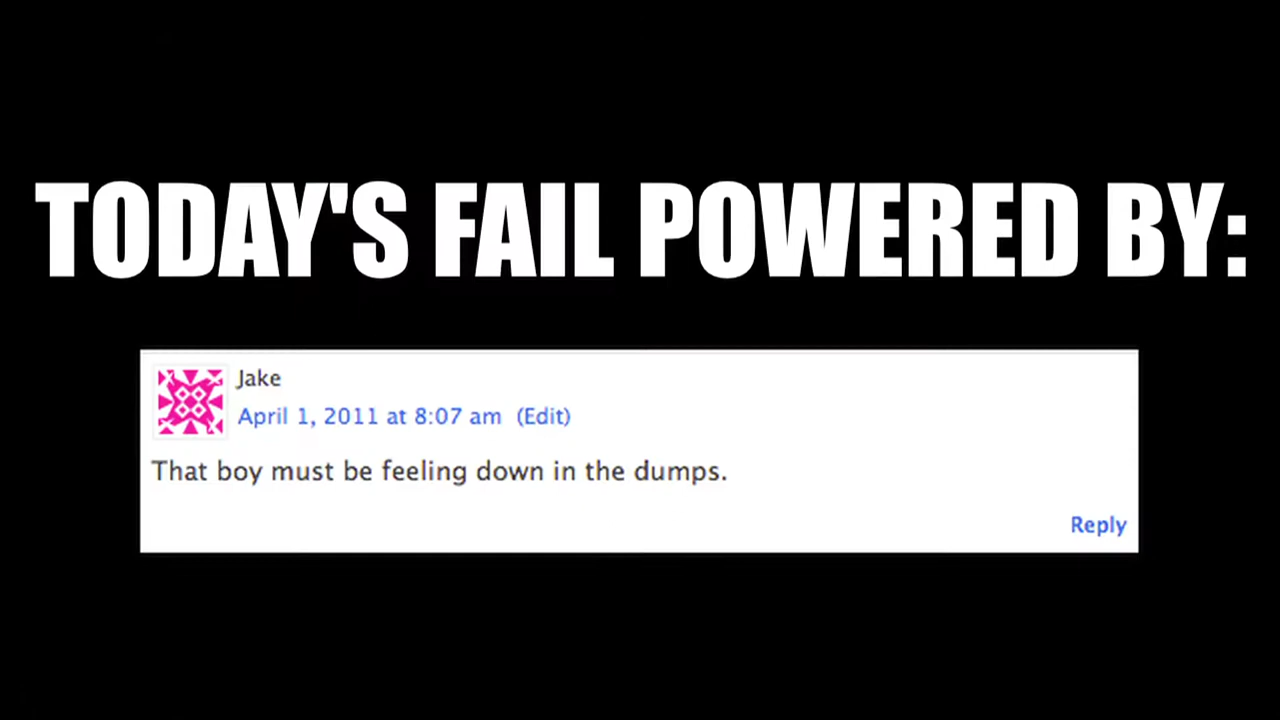 TODAY'S FAIL POWERED BY:
Jake
April 1, 2011 at 8:07 am (Edit)
That boy must be feeling down in the dumps.
Reply